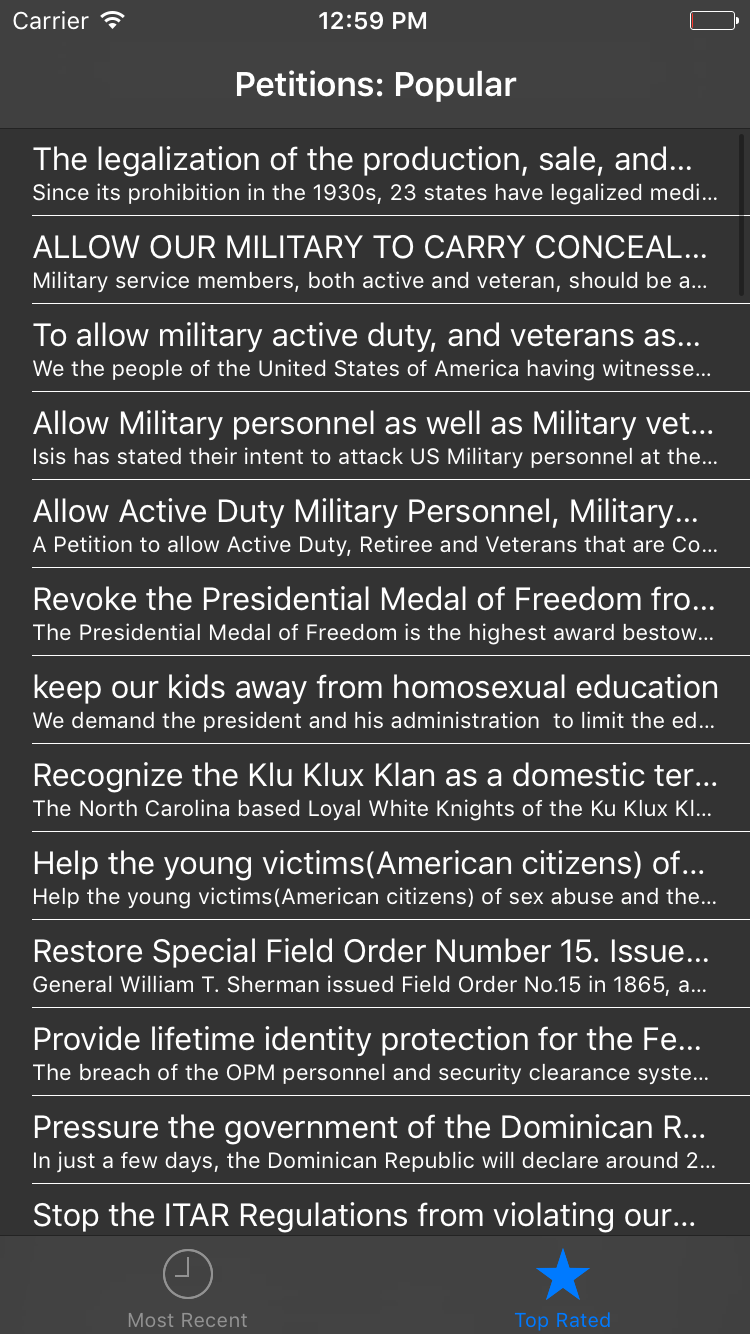 Carrier 12:59 PM
Petitions: Popular
The legalization of the production, sale, and...
Since its prohibition in the 1930s, 23 states have legalized medi...
ALLOW OUR MILITARY TO CARRY CONCEAL...
Military service members, both active and veteran, should be a...
To allow military active duty, and veterans as...
We the people of the United States of America having witnesse...
Allow Military personnel as well as Military vet...
Isis has stated their intent to attack US Military personnel at the...
Allow Active Duty Military Personnel, Military...
A Petition to allow Active Duty, Retiree and Veterans that are Co...
Revoke the Presidential Medal of Freedom fro...
The Presidential Medal of Freedom is the highest award bestow...
keep our kids away from homosexual education
We demand the president and his administration  to limit the ed...
Recognize the Klu Klux Klan as a domestic ter...
The North Carolina based Loyal White Knights of the Ku Klux Kl...
Help the young victims(American citizens) of...
Help the young victims(American citizens) of sex abuse and the...
Restore Special Field Order Number 15. Issue...
General William T. Sherman issued Field Order No.15 in 1865, a...
Provide lifetime identity protection for the Fe...
The breach of the OPM personnel and security clearance syste...
Pressure the government of the Dominican R...
In just a few days, the Dominican Republic will declare around 2...
Stop the ITAR Regulations from violating our...
Most Recent Top Rated